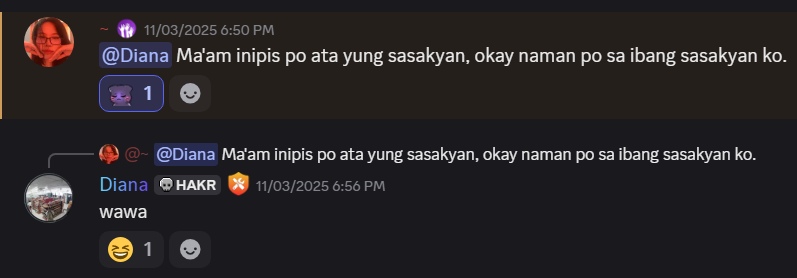 ~ 11/03/2025 6:50 PM
@Diana Ma'am inipis po ata yung sasakyan, okay naman po sa ibang sasakyan ko.
1
@~ @Diana Ma'am inipis po ata yung sasakyan, okay naman po sa ibang sasakyan ko.
Diana HAKR 11/03/2025 6:56 PM
wawa
1